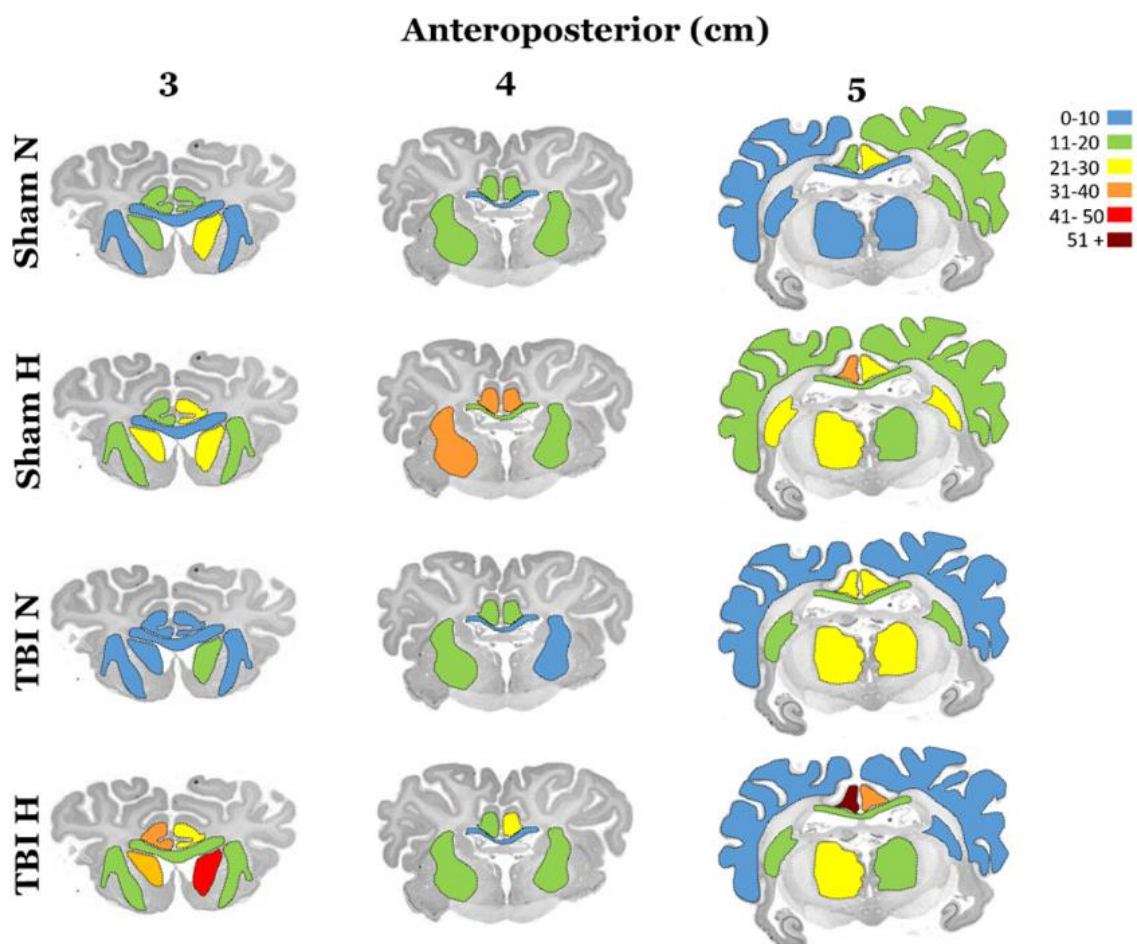 Anteroposterior (cm)
3 4 5
Sham N
Sham H
TBI N
TBI H
0-10
11-20
21-30
31-40
41- 50
51 +